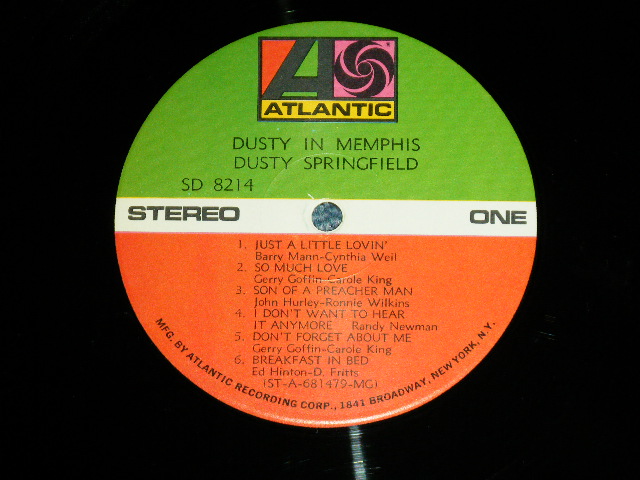 ATLANTIC
DUSTY IN MEMPHIS
DUSTY SPRINGFIELD
SD 8214
STEREO ONE
1. JUST A LITTLE LOVIN'
Barry Mann-Cynthia Weil
2. SO MUCH LOVE
Gerry Goffin-Carole King
3. SON OF A PREACHER MAN
John Hurley-Ronnie Wilkins
4. I DON'T WANT TO HEAR
IT ANYMORE Randy Newman
5. DON'T FORGET ABOUT ME
Gerry Goffin-Carole King
6. BREAKFAST IN BED
Ed Hinton-D. Fritts
(ST-A-681479-MG)
MFG. BY ATLANTIC RECORDING CORP., 1841 BROADWAY, NEW YORK, N.Y.